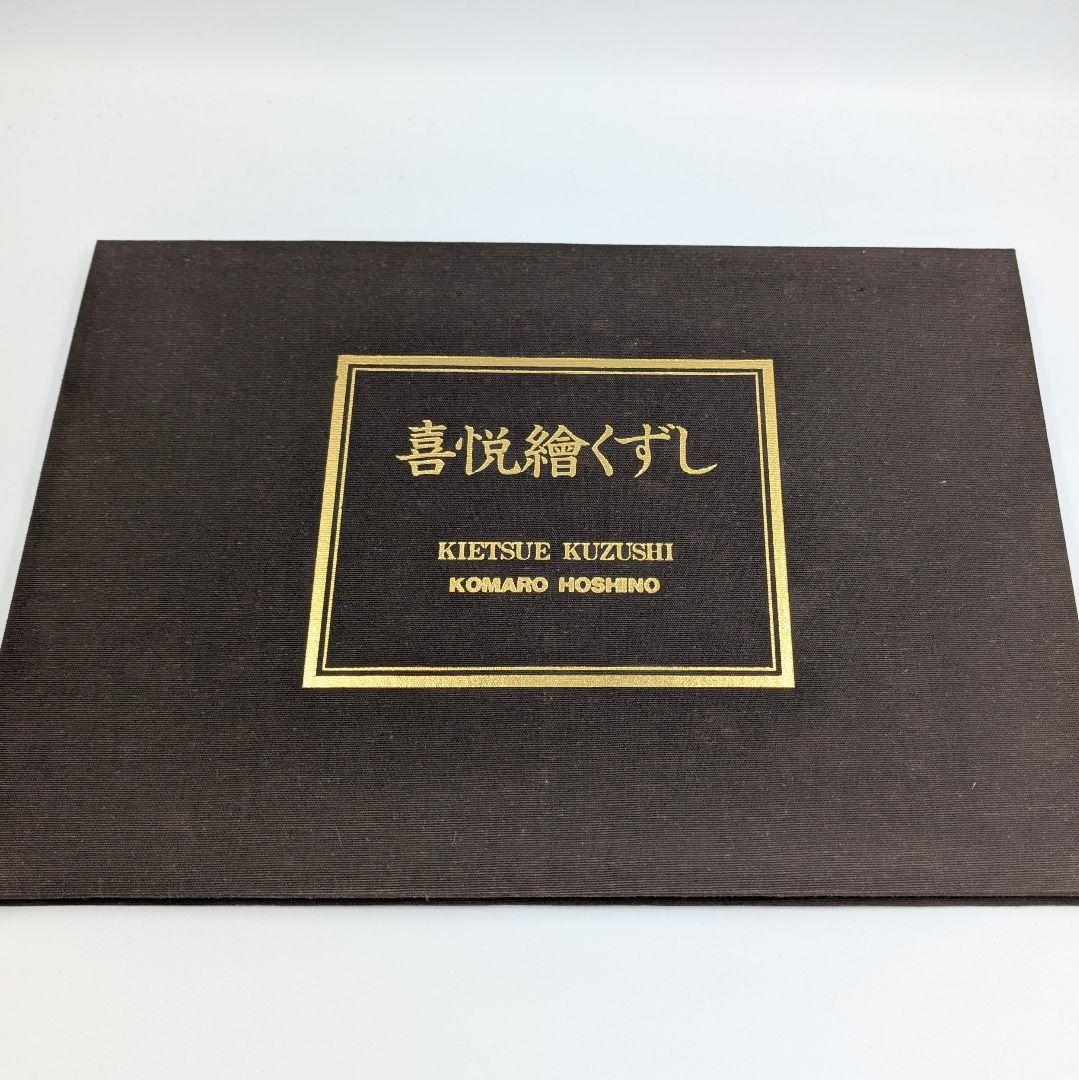 喜悦繪くずし
KIETSUE KUZUSHI
KOMARO HOSHINO